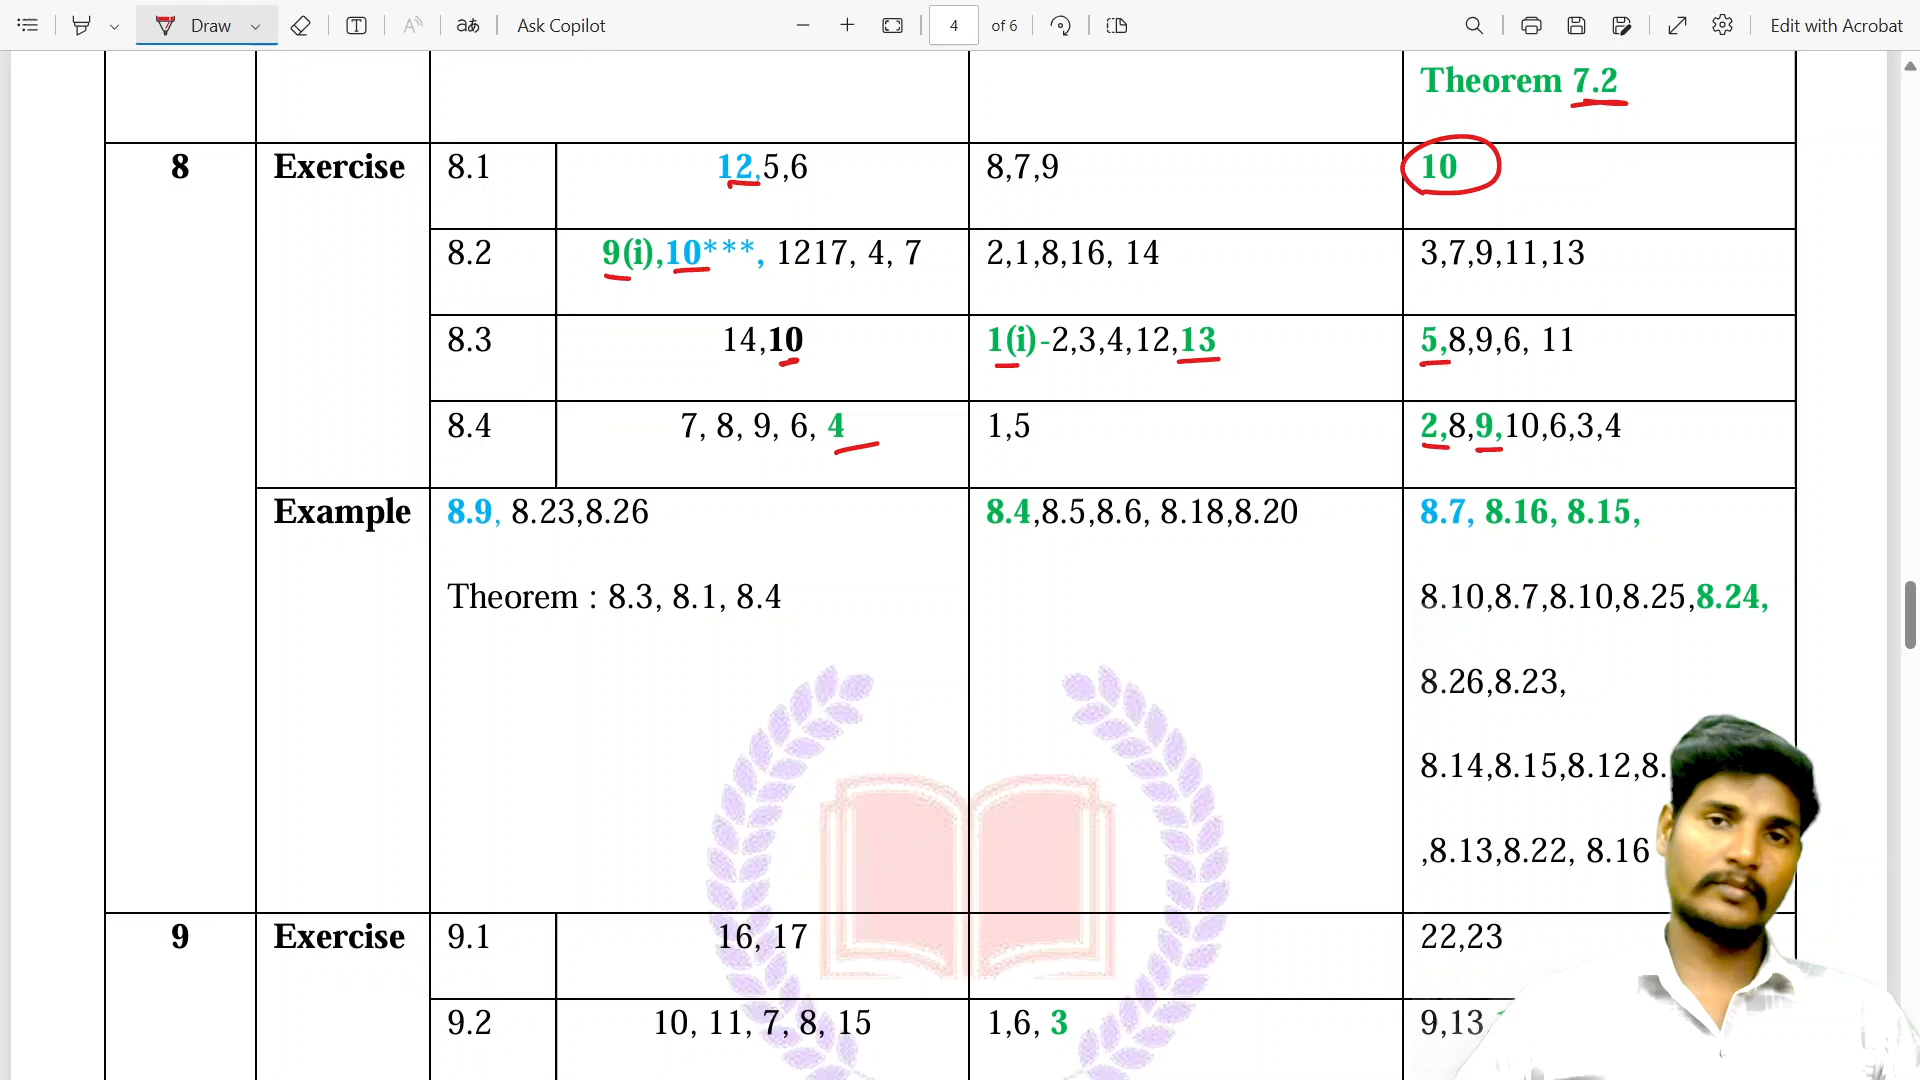 Draw
Ask Copilot
4 of 6
Edit with Acrobat
Theorem 7.2
8 Exercise 8.1 12,5,6 8,7,9 10
8.2 9(i),10***, 1217, 4, 7 2,1,8,16, 14 3,7,9,11,13
8.3 14,10 1(i)-2,3,4,12,13 5,8,9,6, 11
8.4 7, 8, 9, 6, 4 1,5 2,8,9,10,6,3,4
Example 8.9, 8.23,8.26 8.4,8.5,8.6, 8.18,8.20 8.7, 8.16, 8.15,
Theorem : 8.3, 8.1, 8.4 8.10,8.7,8.10,8.25,8.24,
8.26,8.23,
8.14,8.15,8.12,8.
,8.13,8.22, 8.16
9 Exercise 9.1 16, 17 22,23
9.2 10, 11, 7, 8, 15 1,6, 3 9,13